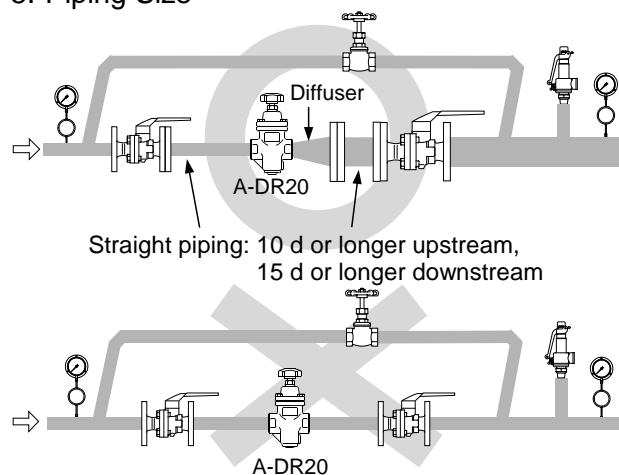 Diffuser
A-DR20
Straight piping: 10 d or longer upstream,
15 d or longer downstream
A-DR20